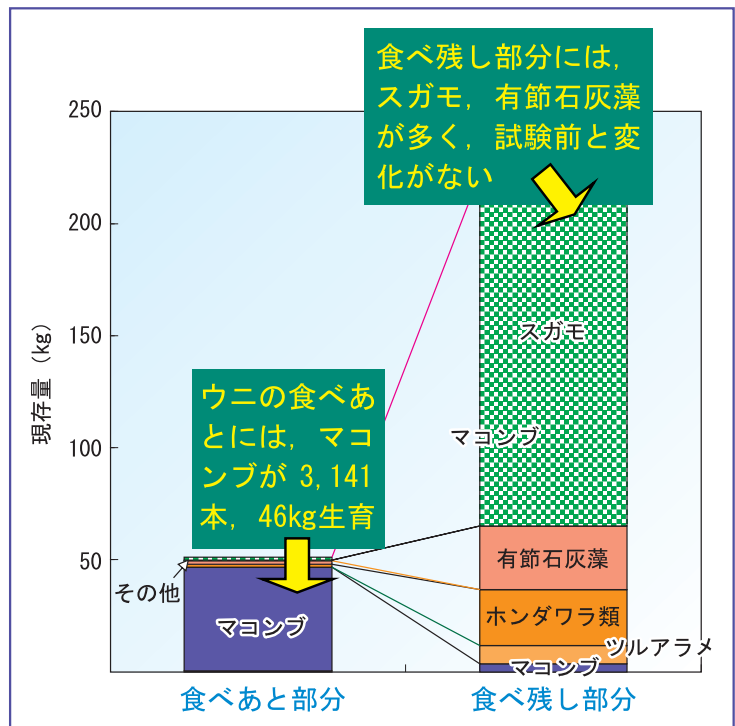 食べ残し部分には,
スガモ, 有節石灰藻
が多く, 試験前と変
化がない
250
200
150
100
50
現存量 (kg)
ウニの食べあ
とには, マコ
ンブが 3,141
本, 46kg生育
スガモ
マコンブ
有節石灰藻
ホンダワラ類
ツルアラメ
マコンブ
その他
マコンブ
食べあと部分
食べ残し部分